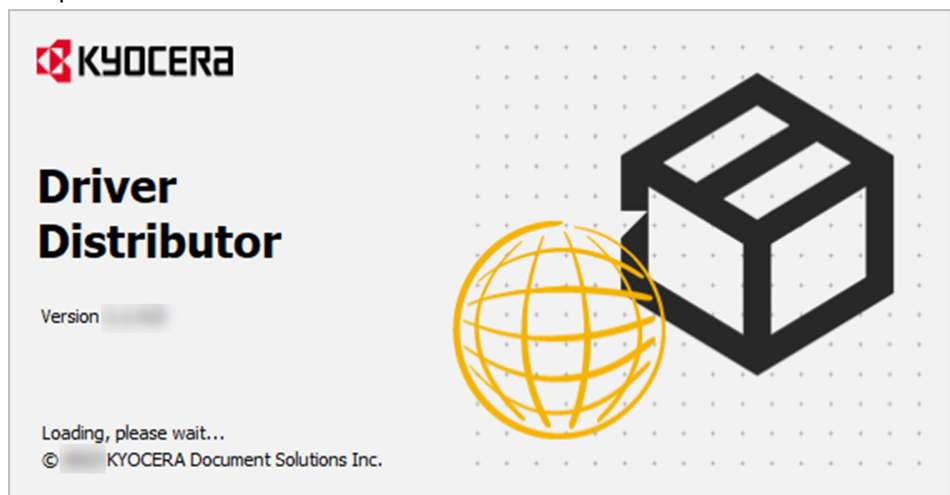 KYOCERA
Driver
Distributor
Version
Loading, please wait...
© KYOCERA Document Solutions Inc.